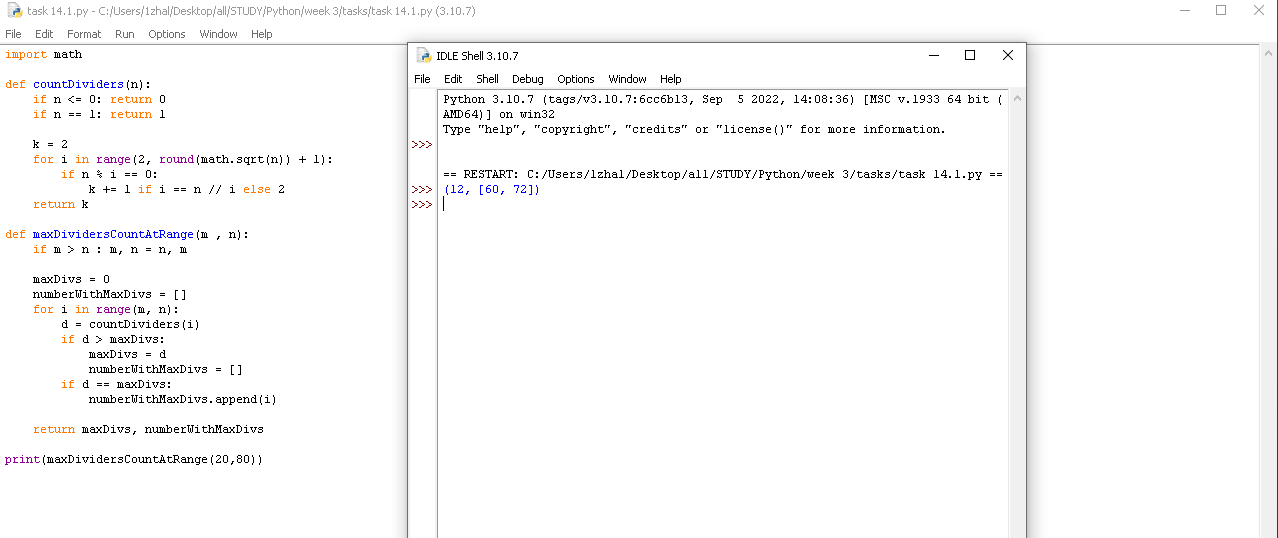 task 14.1.py - C:/Users/1zhal/Desktop/all/STUDY/Python/week 3/tasks/task 14.1.py (3.10.7)
File Edit Format Run Options Window Help
import math
def countDividers(n):
    if n <= 0: return 0
    if n == 1: return 1
    k = 2
    for i in range(2, round(math.sqrt(n)) + 1):
        if n % i == 0:
            k += 1 if i == n // i else 2
    return k
def maxDividersCountAtRange(m , n):
    if m > n : m, n = n, m
    maxDivs = 0
    numberWithMaxDivs = []
    for i in range(m, n):
        d = countDividers(i)
        if d > maxDivs:
            maxDivs = d
            numberWithMaxDivs = []
        if d == maxDivs:
            numberWithMaxDivs.append(i)
    return maxDivs, numberWithMaxDivs
print(maxDividersCountAtRange(20,80))
IDLE Shell 3.10.7
File Edit Shell Debug Options Window Help
Python 3.10.7 (tags/v3.10.7:6cc6b13, Sep  5 2022, 14:08:36) [MSC v.1933 64 bit (
AMD64)] on win32
Type "help", "copyright", "credits" or "license()" for more information.
>>>
== RESTART: C:/Users/1zhal/Desktop/all/STUDY/Python/week 3/tasks/task 14.1.py ==
>>> (12, [60, 72])
>>>